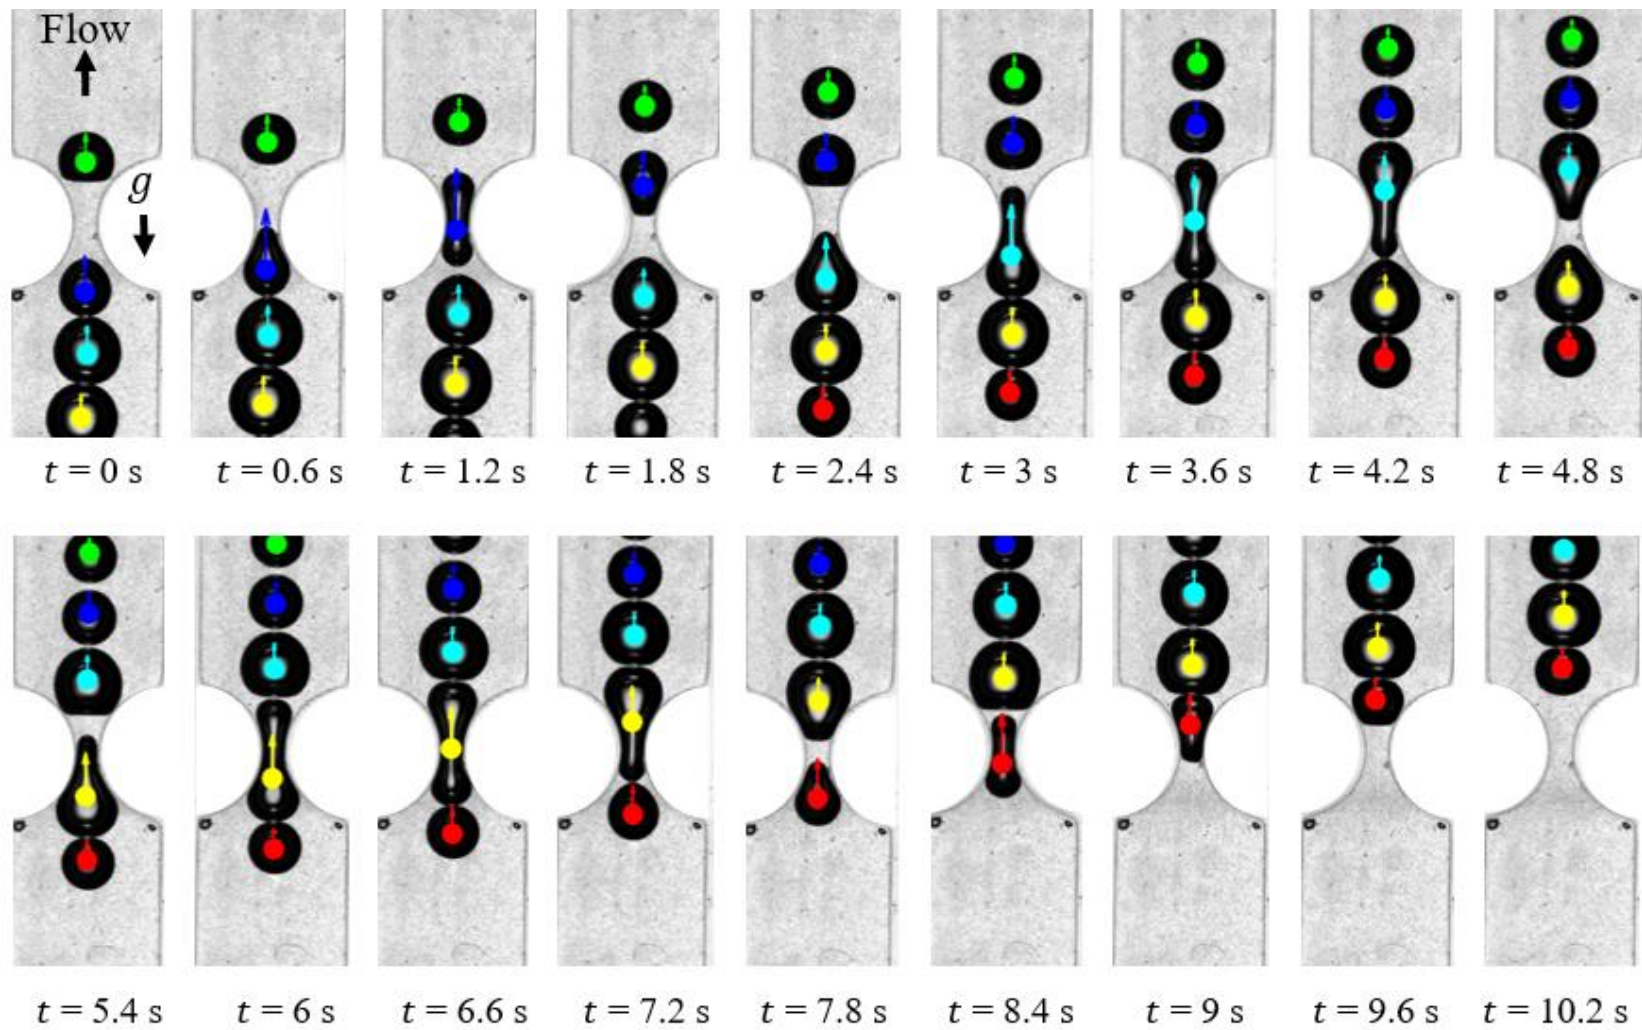 Flow
g
t = 0 s t = 0.6 s t = 1.2 s t = 1.8 s t = 2.4 s t = 3 s t = 3.6 s t = 4.2 s t = 4.8 s
t = 5.4 s t = 6 s t = 6.6 s t = 7.2 s t = 7.8 s t = 8.4 s t = 9 s t = 9.6 s t = 10.2 s